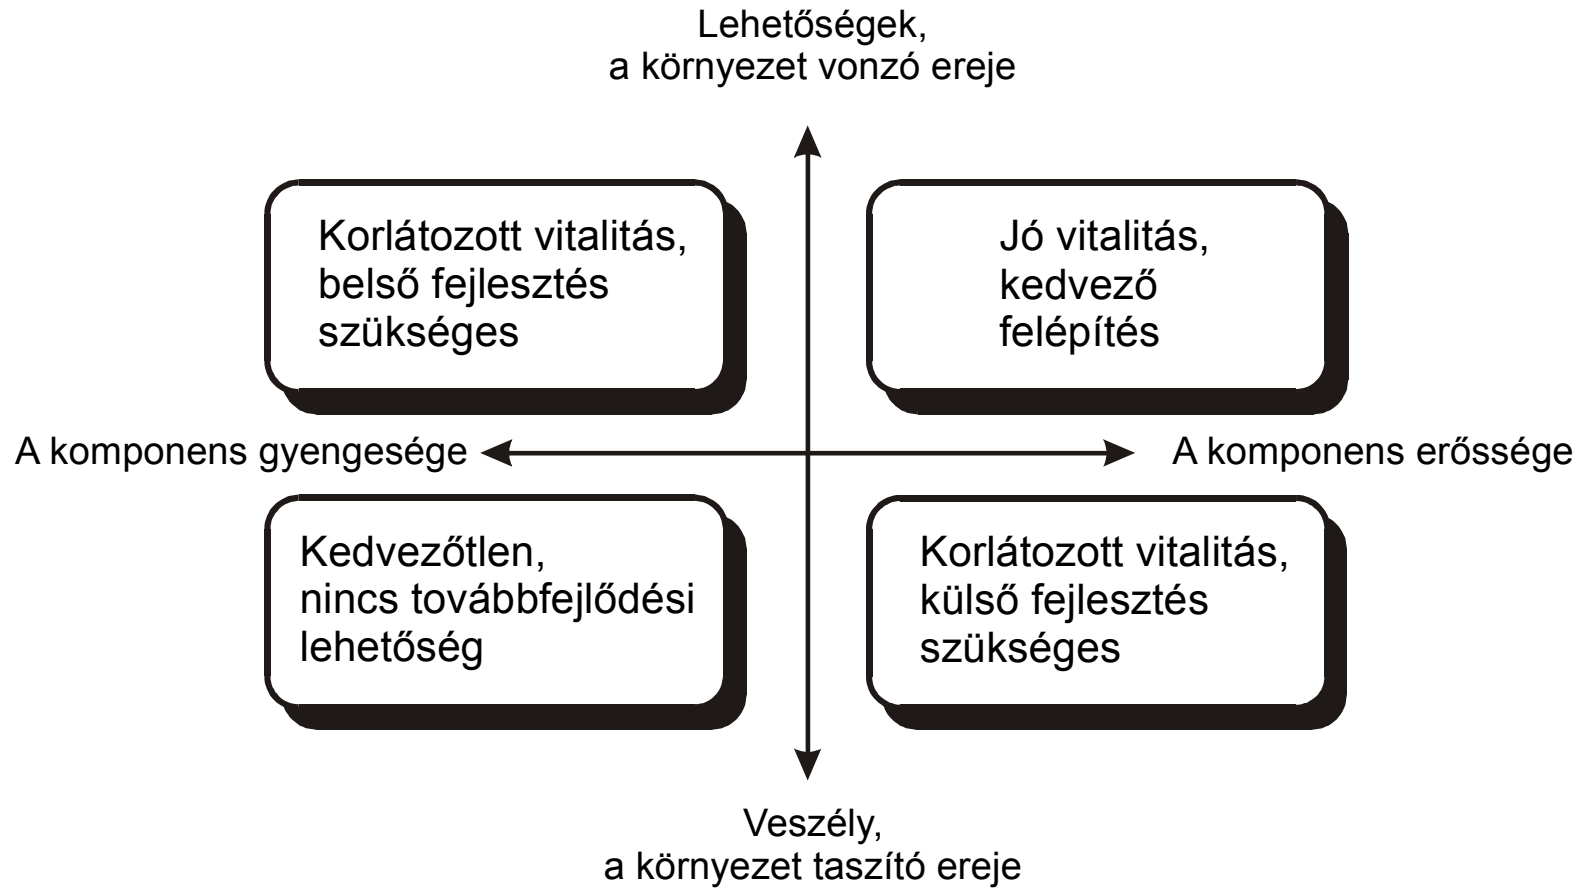 Lehetőségek,
a környezet vonzó ereje
Korlátozott vitalitás,
belső fejlesztés
szükséges
Jó vitalitás,
kedvező
felépítés
A komponens gyengesége
A komponens erőssége
Kedvezőtlen,
nincs továbbfejlődési
lehetőség
Korlátozott vitalitás,
külső fejlesztés
szükséges
Veszély,
a környezet taszító ereje